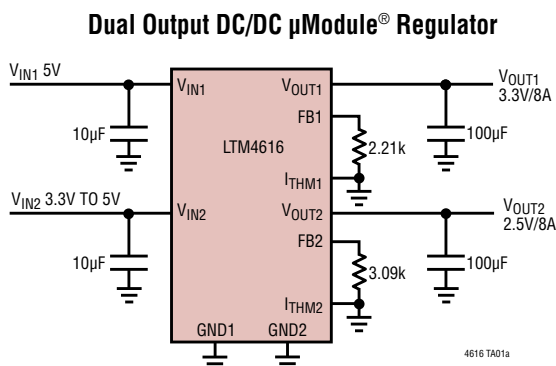 Dual Output DC/DC µModule® Regulator
VIN1 5V
VIN1
VOUT1
VOUT1
3.3V/8A
FB1
10µF
LTM4616
2.21k
100µF
ITHM1
VIN2 3.3V TO 5V
VIN2
VOUT2
VOUT2
2.5V/8A
FB2
10µF
3.09k
100µF
ITHM2
GND1
GND2
4616 TA01a